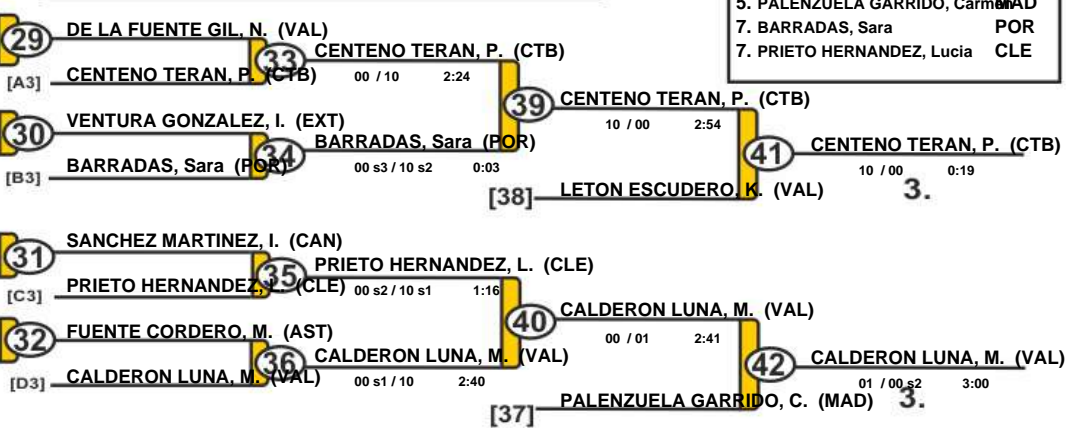 5. PALENZUELA GARRIDO, Carmen MAD
7. BARRADAS, Sara POR
7. PRIETO HERNANDEZ, Lucia CLE
29 DE LA FUENTE GIL, N. (VAL)
33 CENTENO TERAN, P. (CTB)
00 / 10 2:24
[A3] CENTENO TERAN, P. (CTB)
39 CENTENO TERAN, P. (CTB)
10 / 00 2:54
30 VENTURA GONZALEZ, I. (EXT)
34 BARRADAS, Sara (POR)
00 s3 / 10 s2 0:03
[B3] BARRADAS, Sara (POR)
41 CENTENO TERAN, P. (CTB)
10 / 00 0:19
3.
[38] LETON ESCUDERO, K. (VAL)
31 SANCHEZ MARTINEZ, I. (CAN)
35 PRIETO HERNANDEZ, L. (CLE)
[C3] PRIETO HERNANDEZ, L. (CLE)
00 s2 / 10 s1 1:16
40 CALDERON LUNA, M. (VAL)
00 / 01 2:41
32 FUENTE CORDERO, M. (AST)
36 CALDERON LUNA, M. (VAL)
00 s1 / 10 2:40
[D3] CALDERON LUNA, M. (VAL)
42 CALDERON LUNA, M. (VAL)
01 / 00 s2 3:00
3.
[37] PALENZUELA GARRIDO, C. (MAD)